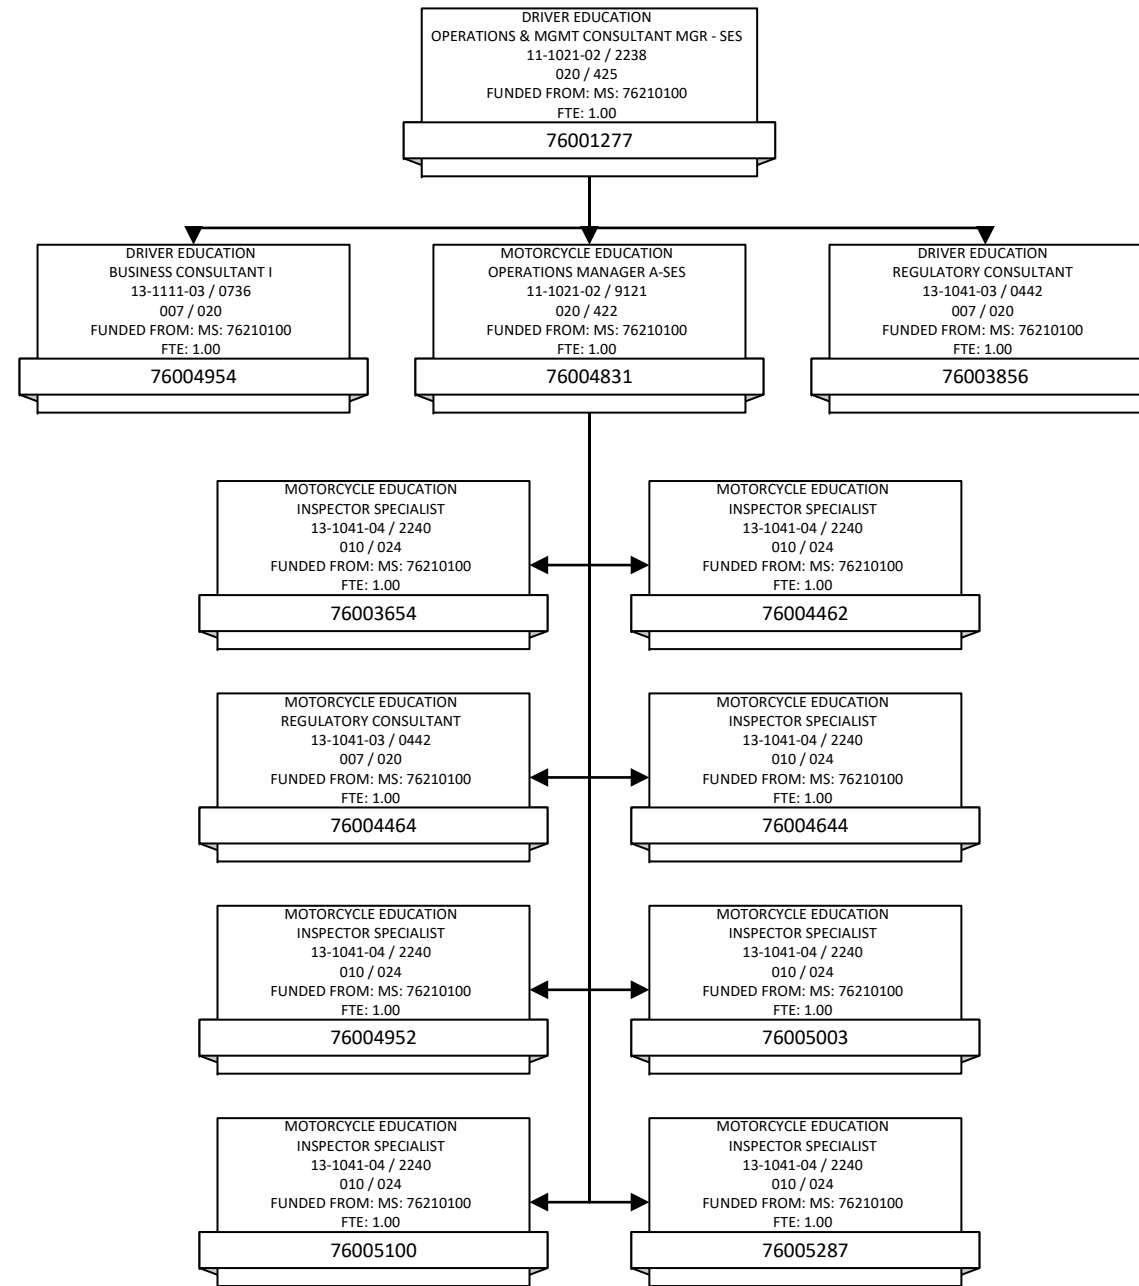 DRIVER EDUCATION
OPERATIONS & MGMT CONSULTANT MGR - SES
11-1021-02 / 2238
020 / 425
FUNDED FROM: MS: 76210100
FTE: 1.00
76001277
DRIVER EDUCATION
BUSINESS CONSULTANT I
13-1111-03 / 0736
007 / 020
FUNDED FROM: MS: 76210100
FTE: 1.00
76004954
MOTORCYCLE EDUCATION
OPERATIONS MANAGER A-SES
11-1021-02 / 9121
020 / 422
FUNDED FROM: MS: 76210100
FTE: 1.00
76004831
DRIVER EDUCATION
REGULATORY CONSULTANT
13-1041-03 / 0442
007 / 020
FUNDED FROM: MS: 76210100
FTE: 1.00
76003856
MOTORCYCLE EDUCATION
INSPECTOR SPECIALIST
13-1041-04 / 2240
010 / 024
FUNDED FROM: MS: 76210100
FTE: 1.00
76003654
MOTORCYCLE EDUCATION
INSPECTOR SPECIALIST
13-1041-04 / 2240
010 / 024
FUNDED FROM: MS: 76210100
FTE: 1.00
76004462
MOTORCYCLE EDUCATION
REGULATORY CONSULTANT
13-1041-03 / 0442
007 / 020
FUNDED FROM: MS: 76210100
FTE: 1.00
76004464
MOTORCYCLE EDUCATION
INSPECTOR SPECIALIST
13-1041-04 / 2240
010 / 024
FUNDED FROM: MS: 76210100
FTE: 1.00
76004644
MOTORCYCLE EDUCATION
INSPECTOR SPECIALIST
13-1041-04 / 2240
010 / 024
FUNDED FROM: MS: 76210100
FTE: 1.00
76004952
MOTORCYCLE EDUCATION
INSPECTOR SPECIALIST
13-1041-04 / 2240
010 / 024
FUNDED FROM: MS: 76210100
FTE: 1.00
76005003
MOTORCYCLE EDUCATION
INSPECTOR SPECIALIST
13-1041-04 / 2240
010 / 024
FUNDED FROM: MS: 76210100
FTE: 1.00
76005100
MOTORCYCLE EDUCATION
INSPECTOR SPECIALIST
13-1041-04 / 2240
010 / 024
FUNDED FROM: MS: 76210100
FTE: 1.00
76005287